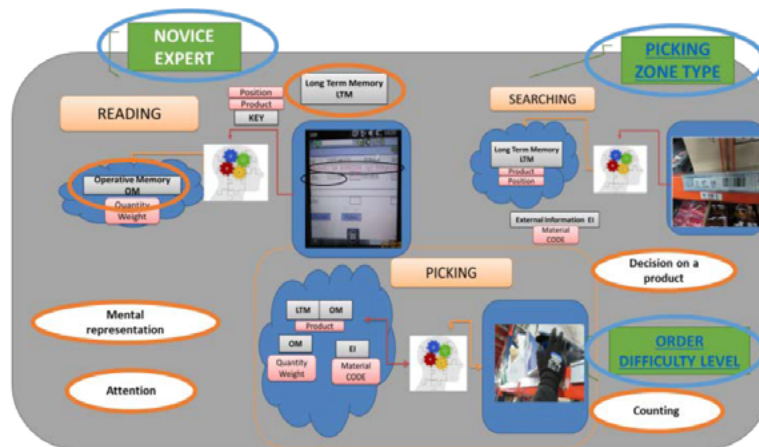 NOVICE
EXPERT
PICKING
ZONE TYPE
Long Term Memory
LTM
Position
Product
KEY
READING
SEARCHING
Operative Memory
OM
Quantity
Weight
Long Term Memory
LTM
Product
Position
External Information EI
Material
CODE
PICKING
Decision on a
product
Mental
representation
LTM OM
Product
OM
Quantity
Weight
EI
Material
CODE
ORDER
DIFFICULTY LEVEL
Attention
Counting